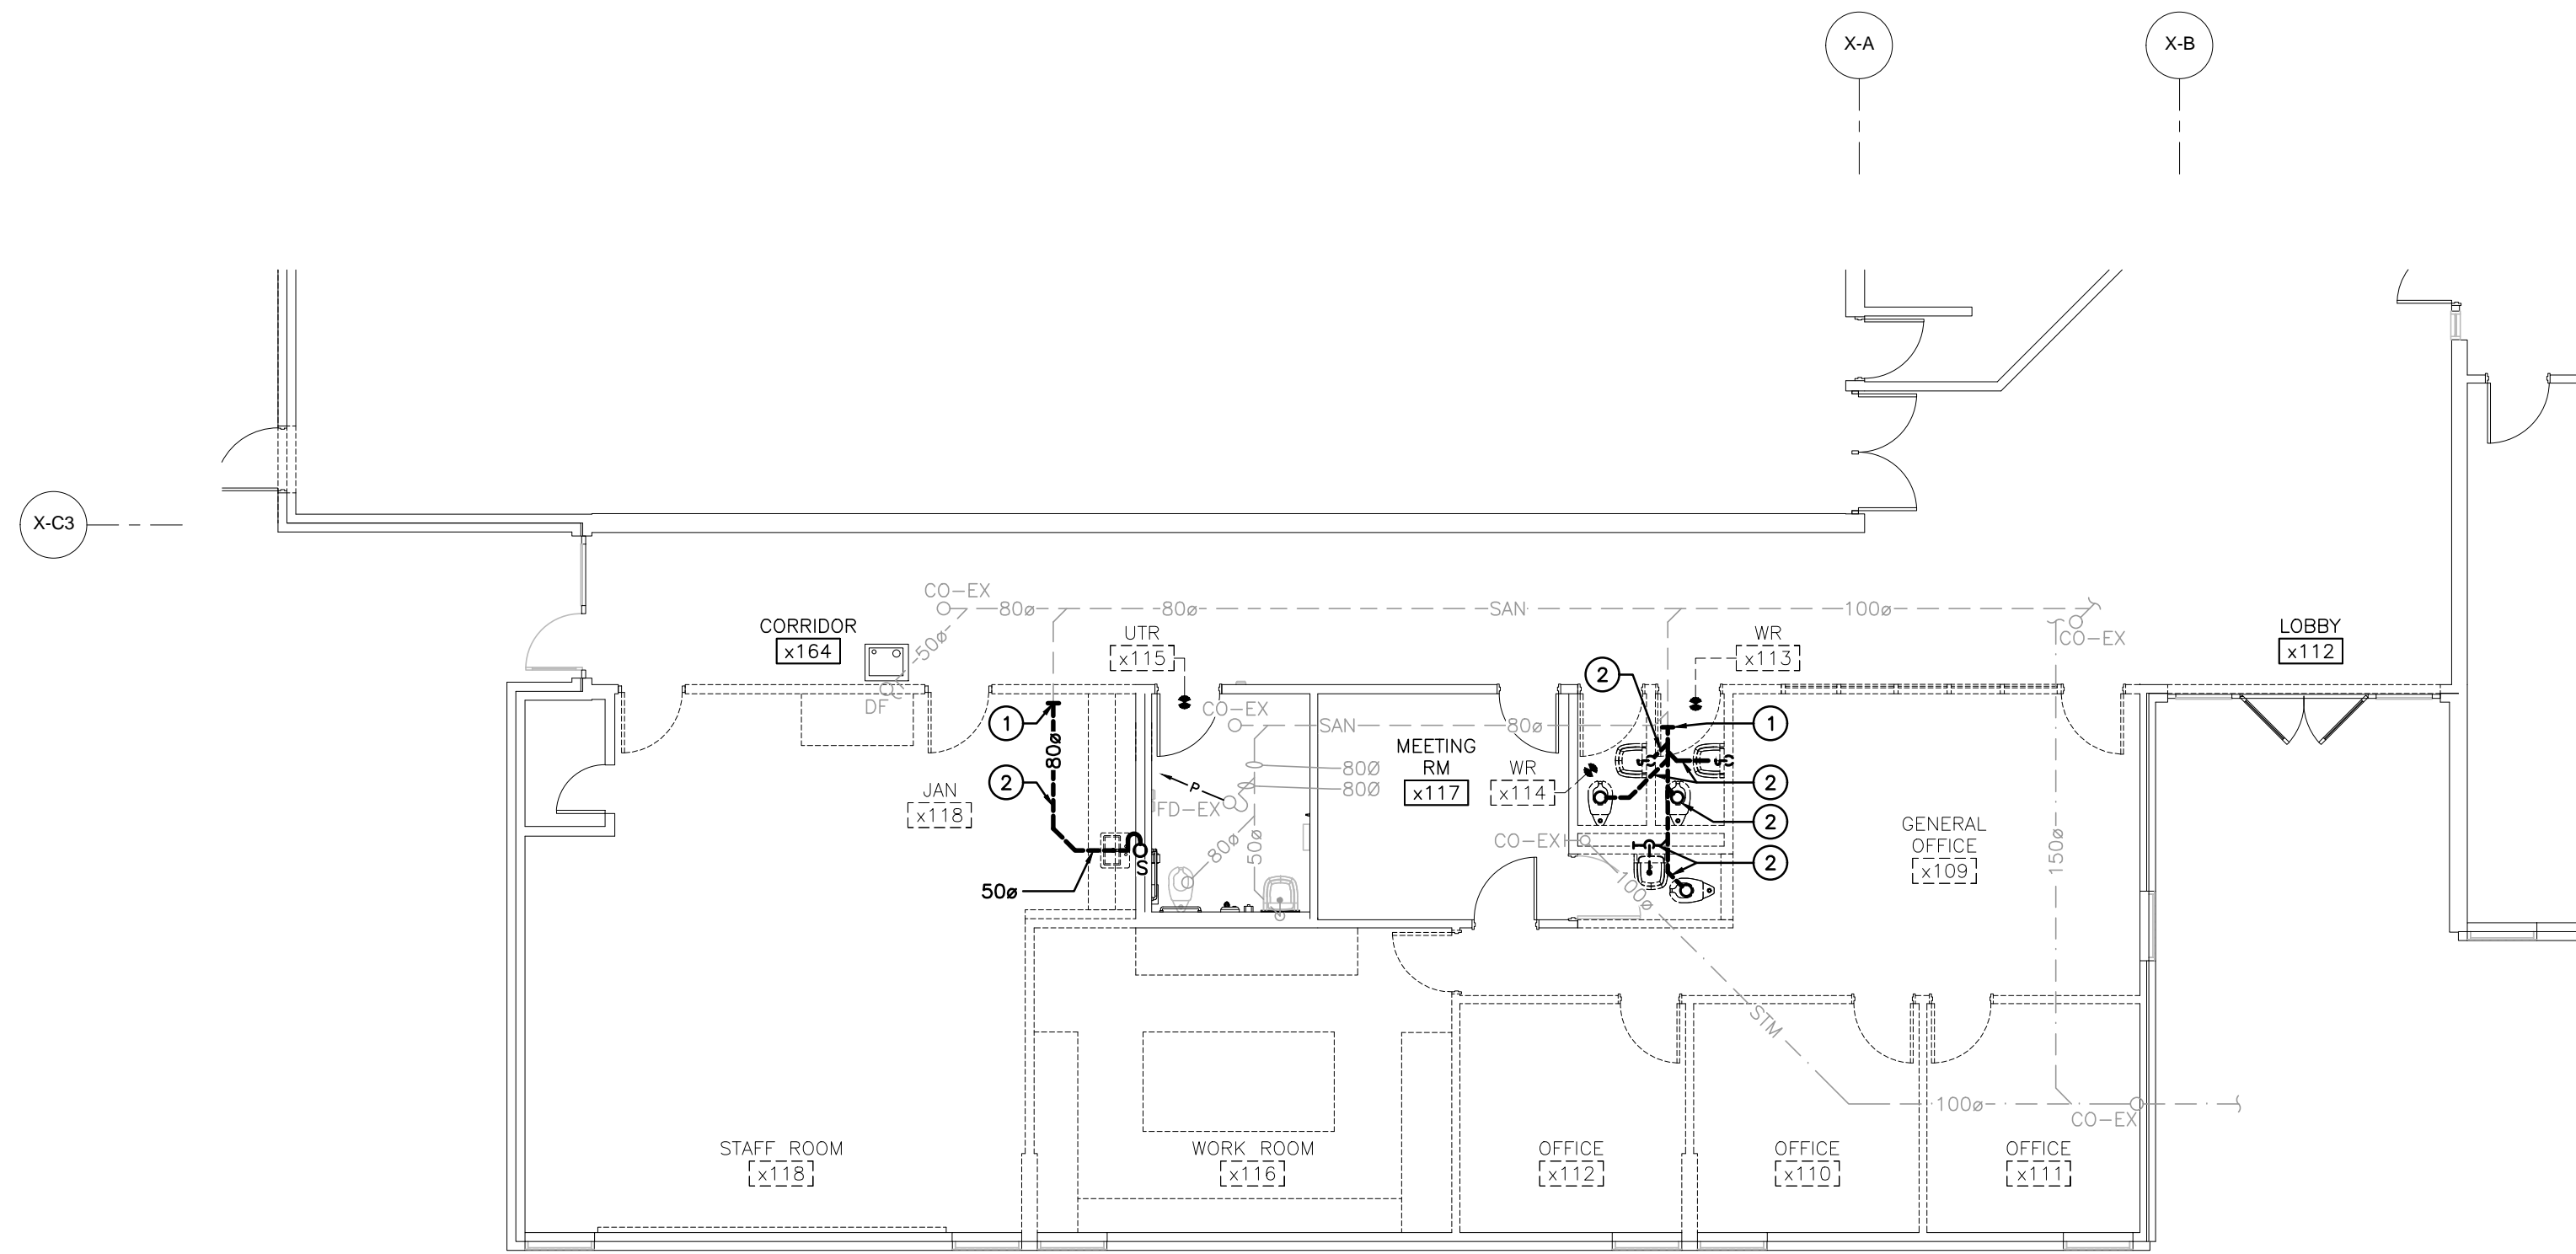 X-A
X-B
X-C3
CO-EX
80ø
80ø
SAN
100ø
CO-EX
CORRIDOR
x164
50ø
DF
UTR
x115
WR
x113
LOBBY
x112
2
1
CO-EX
SAN
80ø
1
80ø
MEETING
RM
x117
WR
x114
80Ø
80Ø
2
JAN
x118
2
P
FD-EX
2
80ø
50ø
CO-EX
2
GENERAL
OFFICE
x109
150ø
S
50ø
100ø
STM
100ø
CO-EX
STAFF ROOM
x118
WORK ROOM
x116
OFFICE
x112
OFFICE
x110
OFFICE
x111